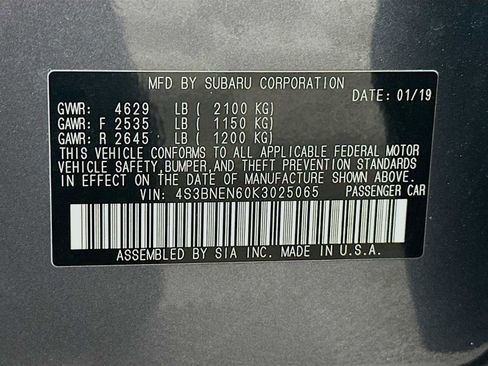 MFD BY SUBARU CORPORATION
DATE: 01/19
GVWR: 4629 LB ( 2100 KG)
GAWR: F 2535 LB ( 1150 KG)
GAWR: R 2645 LB ( 1200 KG)
THIS VEHICLE CONFORMS TO ALL APPLICABLE FEDERAL MOTOR
VEHICLE SAFETY,BUMPER,AND THEFT PREVENTION STANDARDS
IN EFFECT ON THE DATE OF MANUFACTURE SHOWN ABOVE.
VIN: 4S3BNEN60K3025065 PASSENGER CAR
ASSEMBLED BY SIA INC. MADE IN U.S.A.